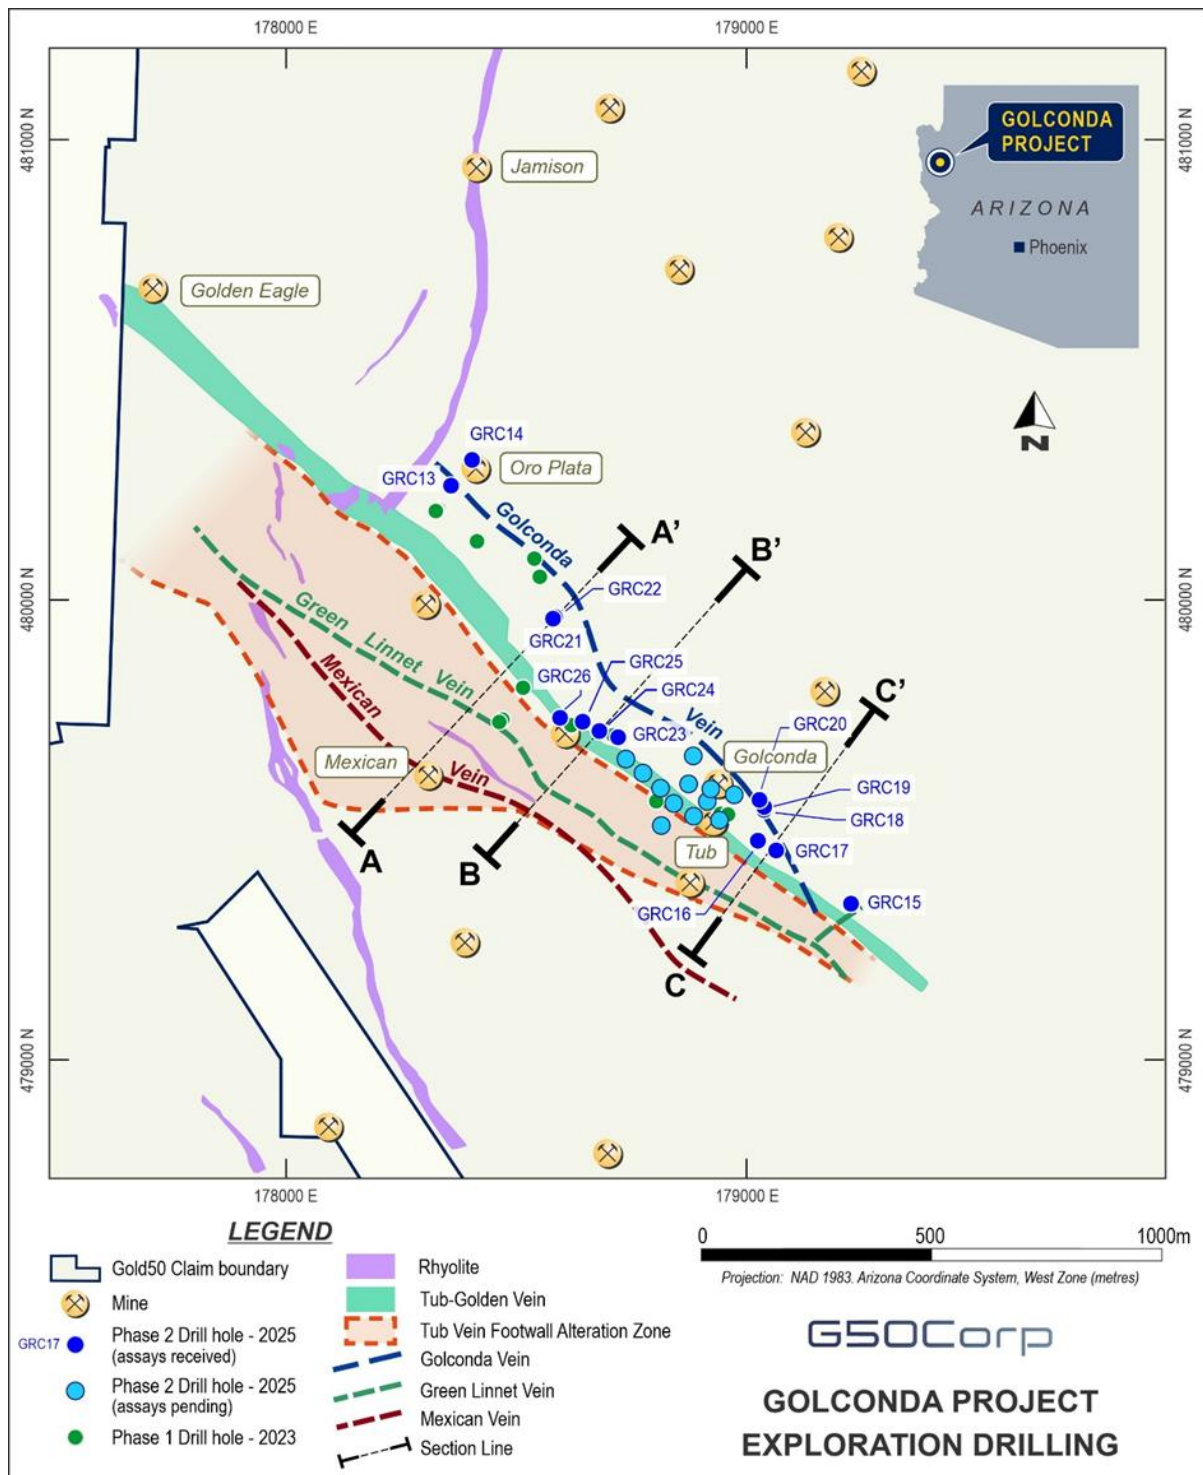 178000 E
179000 E
481000 N
481000 N
GOLCONDA
PROJECT
ARIZONA
Phoenix
Jamison
Golden Eagle
N
GRC14
GRC13
Oro Plata
Golconda
A'
B'
480000 N
480000 N
GRC22
GRC21
Green Linnet Vein
Mexican
GRC25
GRC26
GRC24
C'
Vein
GRC23
GRC20
Golconda
Mexican
Vein
GRC19
GRC18
A
B
Tub
GRC17
GRC16
GRC15
C
479000 N
479000 N
178000 E
179000 E
LEGEND
Gold50 Claim boundary
Mine
GRC17
Phase 2 Drill hole - 2025
(assays received)
Phase 2 Drill hole - 2025
(assays pending)
Phase 1 Drill hole - 2023
Rhyolite
Tub-Golden Vein
Tub Vein Footwall Alteration Zone
Golconda Vein
Green Linnet Vein
Mexican Vein
Section Line
0 500 1000m
Projection: NAD 1983. Arizona Coordinate System, West Zone (metres)
G50Corp
GOLCONDA PROJECT
EXPLORATION DRILLING